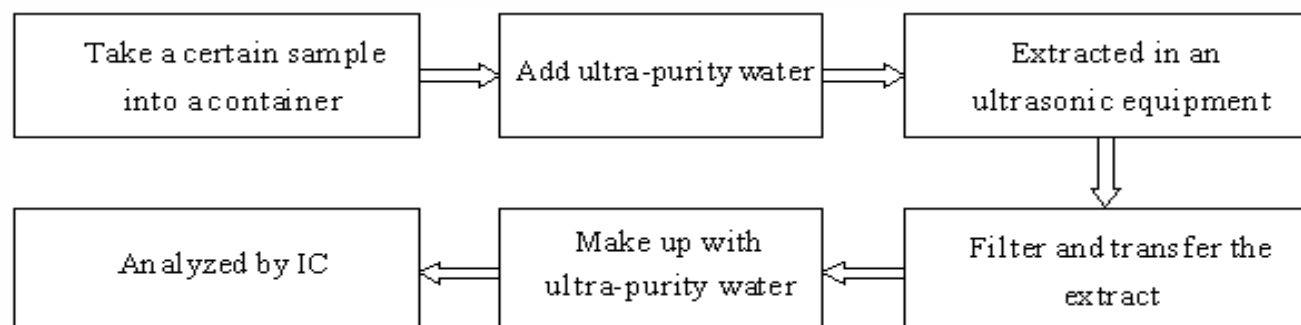 Take a certain sample
into a container
Add ultra-purity water
Extracted in an
ultrasonic equipment
Filter and transfer the
extract
Make up with
ultra-purity water
Analyzed by IC